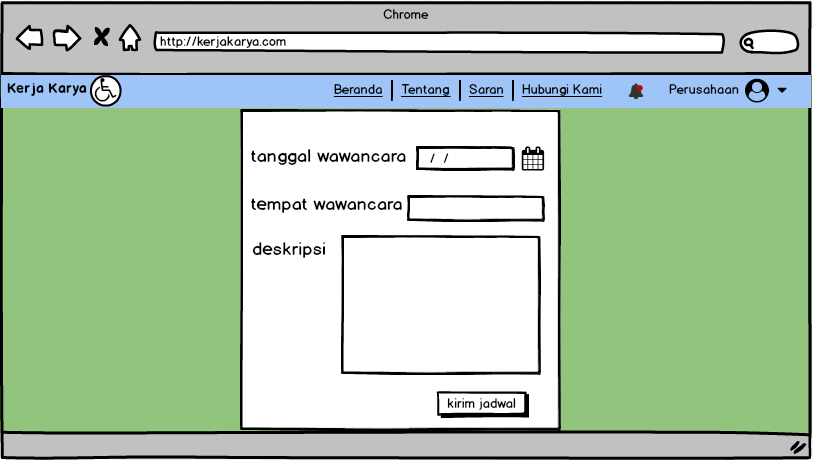 Chrome
http://kerjakarya.com
Kerja Karya Beranda Tentang Saran Hubungi Kami Perusahaan
tanggal wawancara / /
tempat wawancara
deskripsi
kirim jadwal